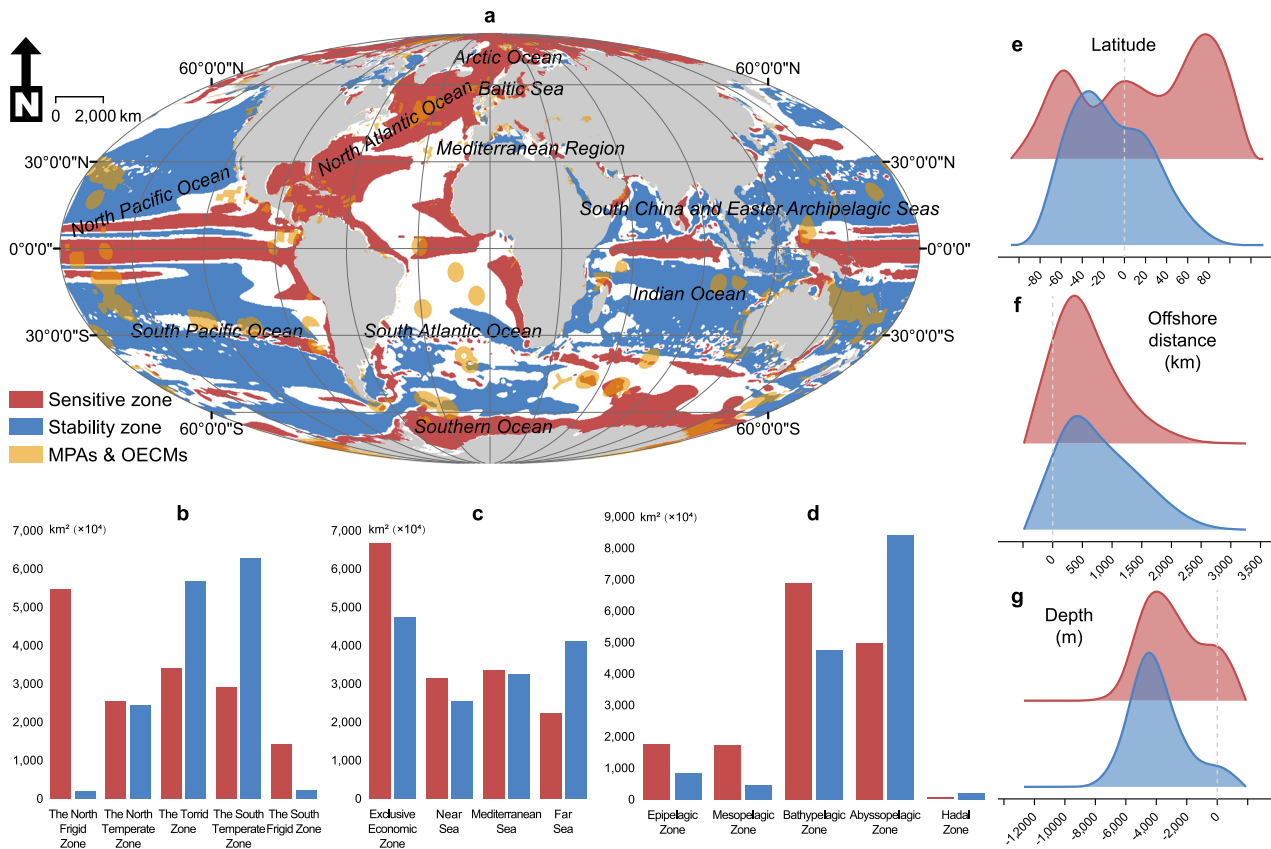 a
60°0'0"N
60°0'0"N
N
0 2,000 km
Arctic Ocean
Baltic Sea
North Atlantic Ocean
Mediterranean Region
30°0'0"N
30°0'0"N
North Pacific Ocean
South China and Easter Archipelagic Seas
0°0'0"
0°0'0"
Indian Ocean
South Pacific Ocean
South Atlantic Ocean
30°0'0"S
30°0'0"S
Sensitive zone
Stability zone
MPAs & OECMs
60°0'0"S
Southern Ocean
60°0'0"S
b
km² (×10⁴)
7,000
6,000
5,000
4,000
3,000
2,000
1,000
0
The North
Frigid
Zone
The North
Temperate
Zone
The Torrid
Zone
The South
Temperate
Zone
The South
Frigid Zone
c
km² (×10⁴)
7,000
6,000
5,000
4,000
3,000
2,000
1,000
0
Exclusive
Economic
Zone
Near
Sea
Mediterranean
Sea
Far
Sea
d
km² (×10⁴)
9,000
8,000
7,000
6,000
5,000
4,000
3,000
2,000
1,000
0
Epipelagic
Zone
Mesopelagic
Zone
Bathypelagic
Zone
Abyssopelagic
Zone
Hadal
Zone
e
Latitude
-80 -60 -40 -20 0 20 40 60 80
f
Offshore
distance
(km)
0 500 1,000 1,500 2,000 2,500 3,000 3,500
g
Depth
(m)
-12,000 -10,000 -8,000 -6,000 -4,000 -2,000 0